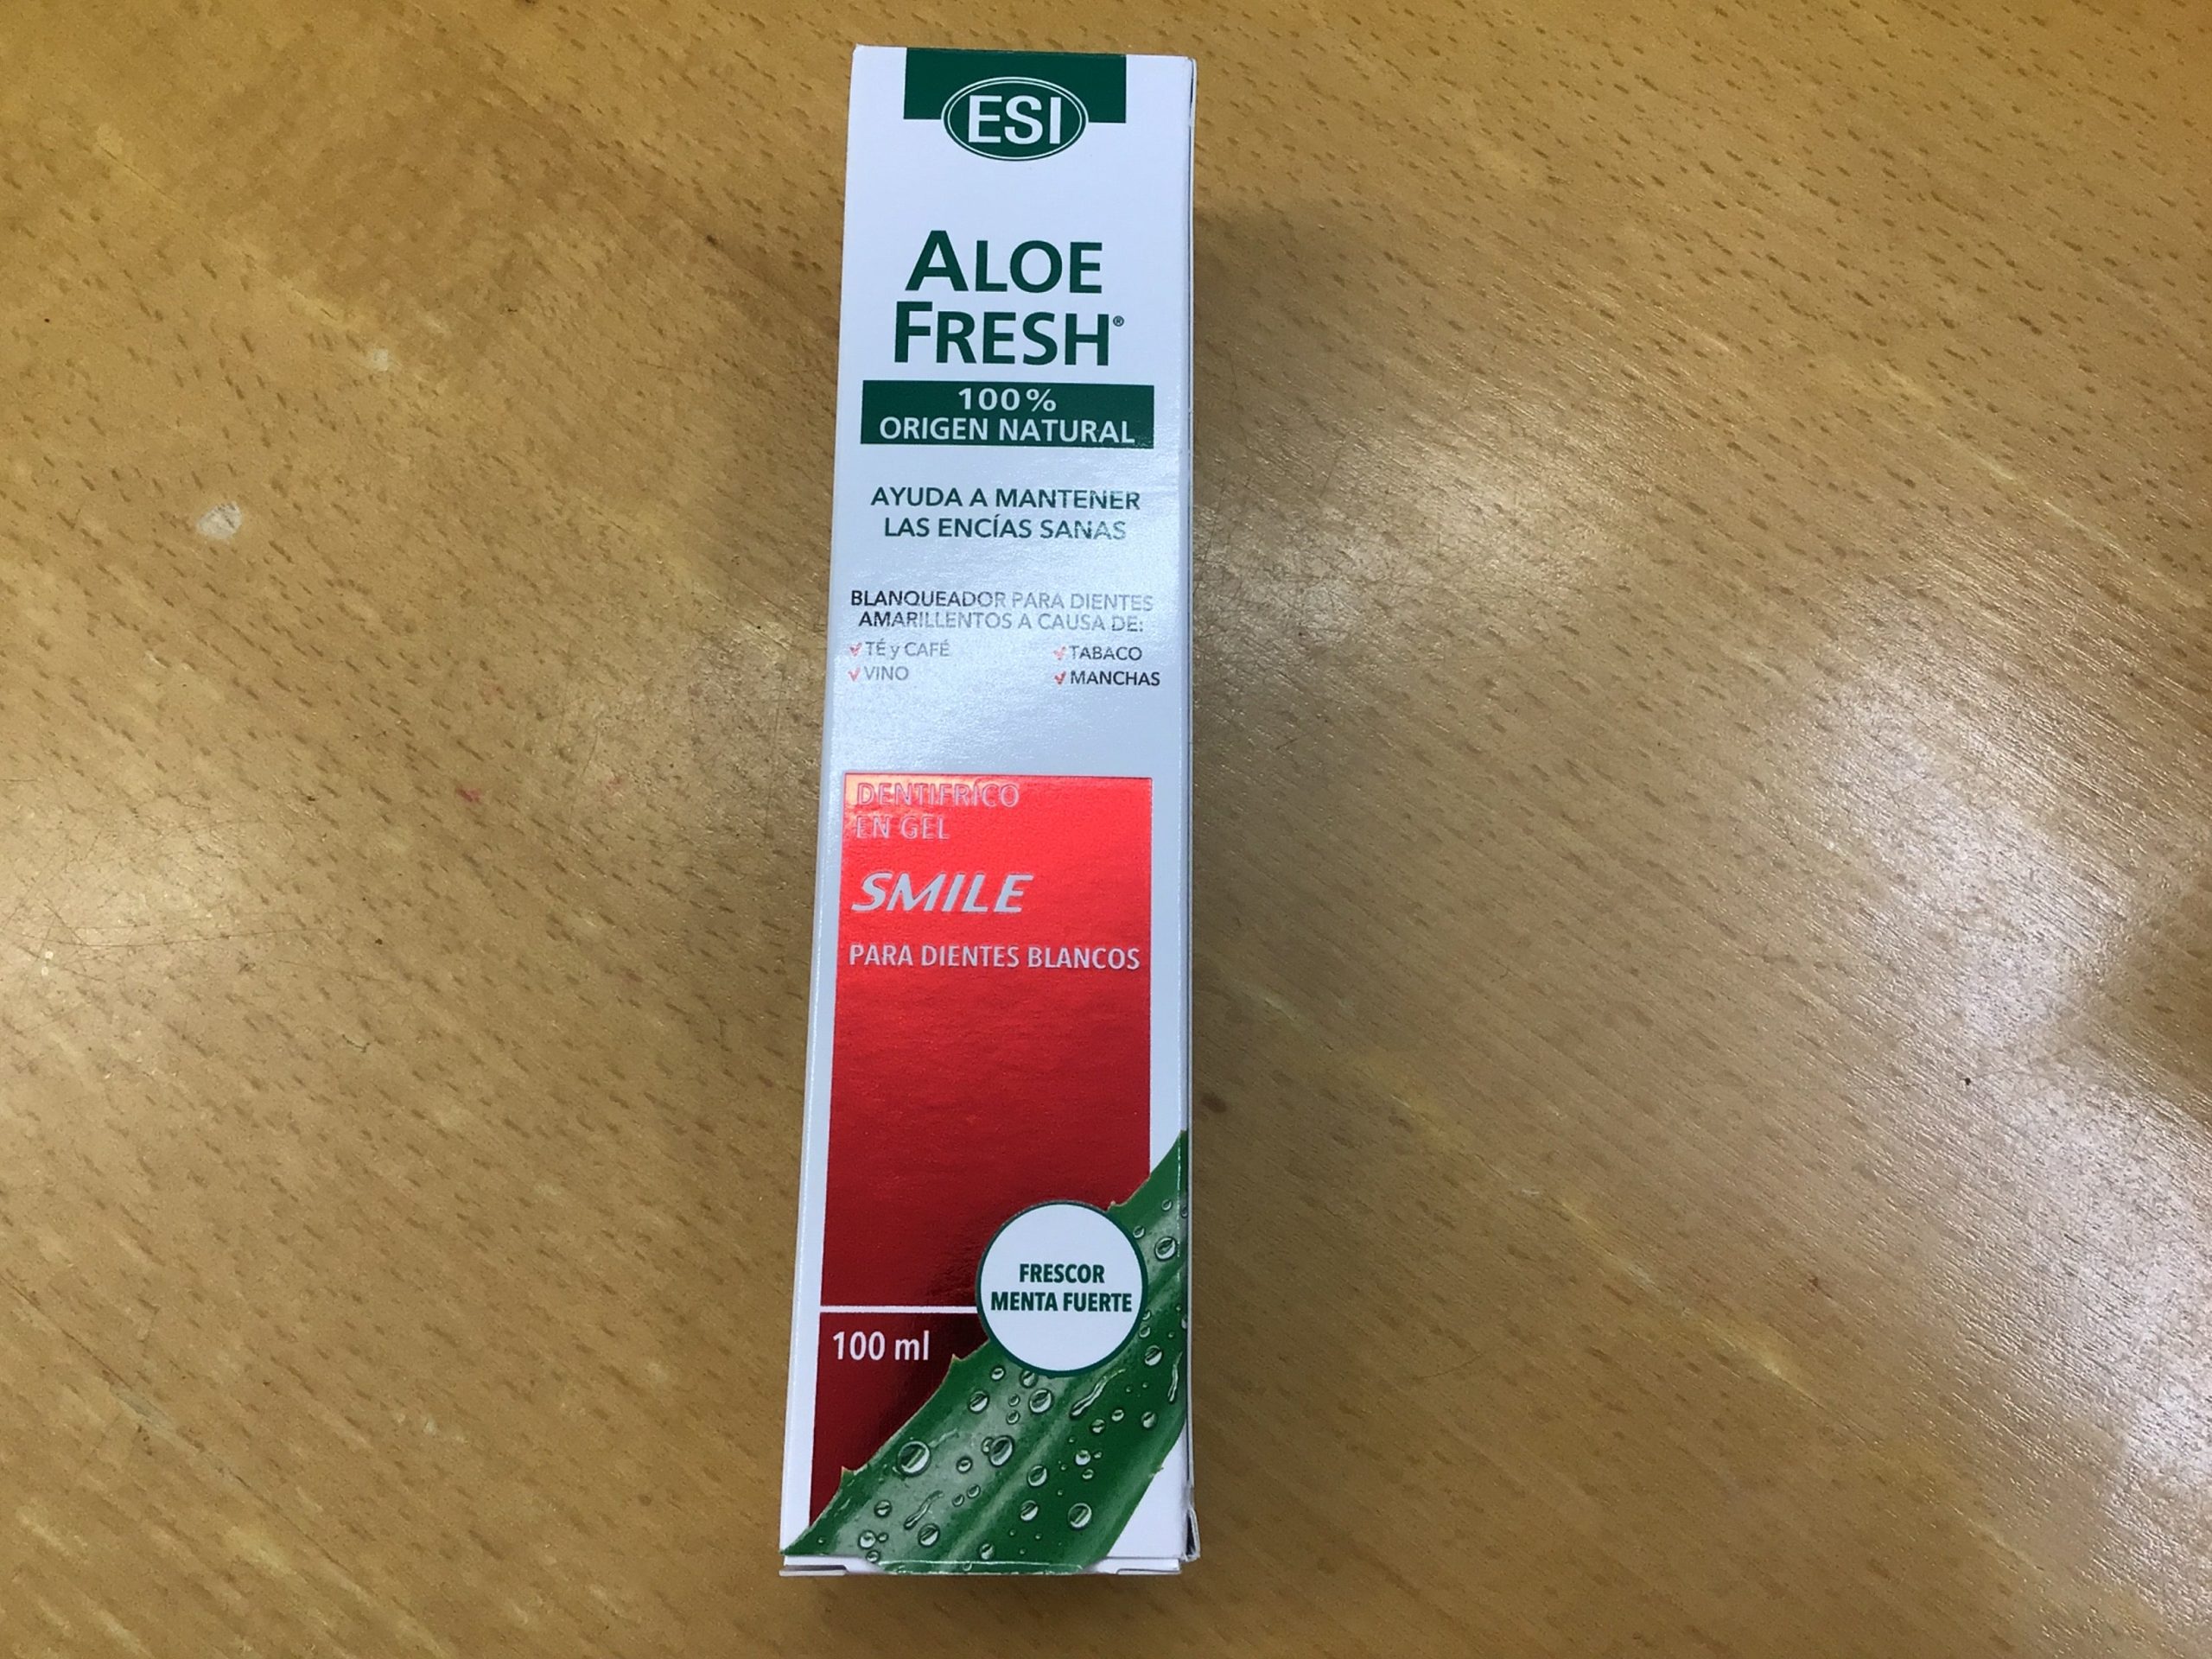 ESI
ALOE
FRESH®
100%
ORIGEN NATURAL
AYUDA A MANTENER
LAS ENCÍAS SANAS
BLANQUEADOR PARA DIENTES
AMARILLENTOS A CAUSA DE:
TÉ y CAFÉ
TABACO
VINO
MANCHAS
DENTIFRÍCO
EN GEL
SMILE
PARA DIENTES BLANCOS
FRESCOR
MENTA FUERTE
100 ml